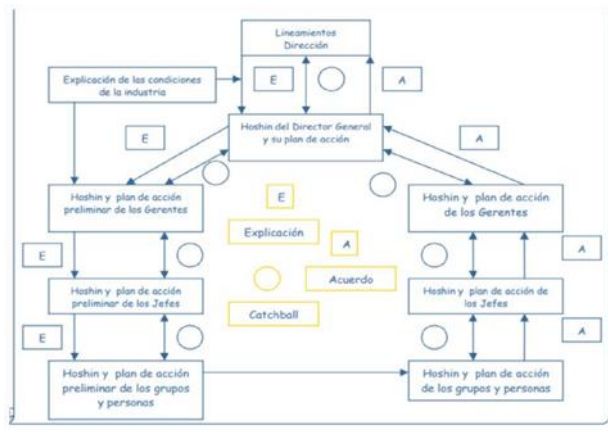 Lineamientos
Dirección
Explicación de las condiciones
de la industria
E
A
Hoshin del Director General
y su plan de acción
E
A
Hoshin y plan de acción
preliminar de los Gerentes
E
Explicación
A
Acuerdo
Catchball
Hoshin y plan de acción
de los Gerentes
E
A
Hoshin y plan de acción
preliminar de los Jefes
Hoshin y plan de acción de
los Jefes
E
A
Hoshin y plan de acción
preliminar de los grupos
y personas
Hoshin y plan de acción
de los grupos y personas